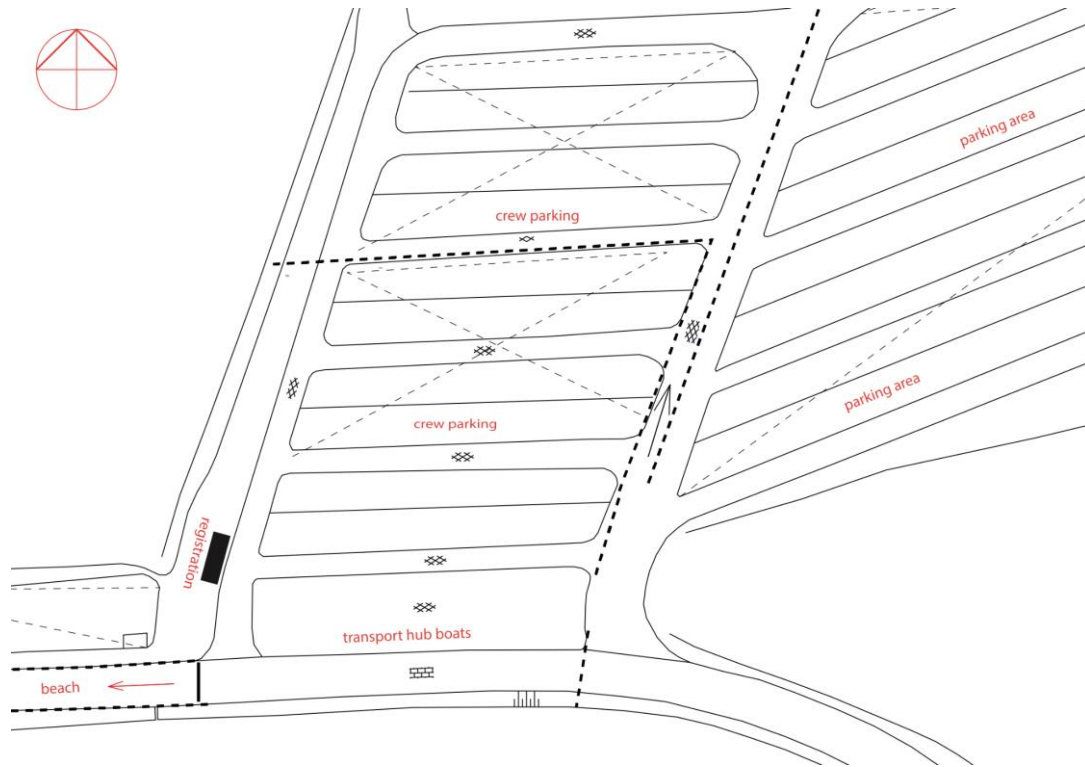 parking area
crew parking
parking area
crew parking
registration
transport hub boats
beach